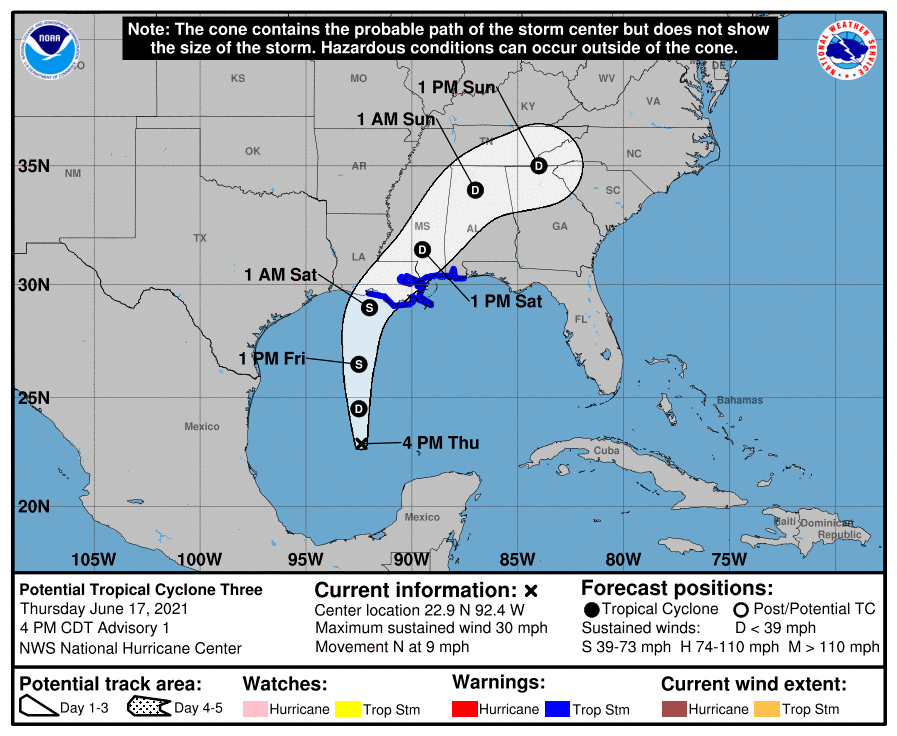 Note: The cone contains the probable path of the storm center but does not show
the size of the storm. Hazardous conditions can occur outside of the cone.
NOAA
NATIONAL WEATHER SERVICE
CO
KS
MO
WV
DE
1 PM Sun
KY
VA
1 AM Sun
TN
35N
NM
OK
AR
NC
SC
TX
MS
AL
GA
LA
1 AM Sat
30N
1 PM Sat
FL
1 PM Fri
25N
D
S
S
D
D
D
Bahamas
Mexico
4 PM Thu
Cuba
20N
Mexico
Haiti
Dominican
Republic
105W
100W
95W
90W
85W
80W
75W
Potential Tropical Cyclone Three
Thursday June 17, 2021
4 PM CDT Advisory 1
NWS National Hurricane Center
Current information: ×
Center location 22.9 N 92.4 W
Maximum sustained wind 30 mph
Movement N at 9 mph
Forecast positions:
Tropical Cyclone Post/Potential TC
Sustained winds: D < 39 mph
S 39-73 mph H 74-110 mph M > 110 mph
Potential track area:
Day 1-3 Day 4-5
Watches:
Hurricane Trop Stm
Warnings:
Hurricane Trop Stm
Current wind extent:
Hurricane Trop Stm